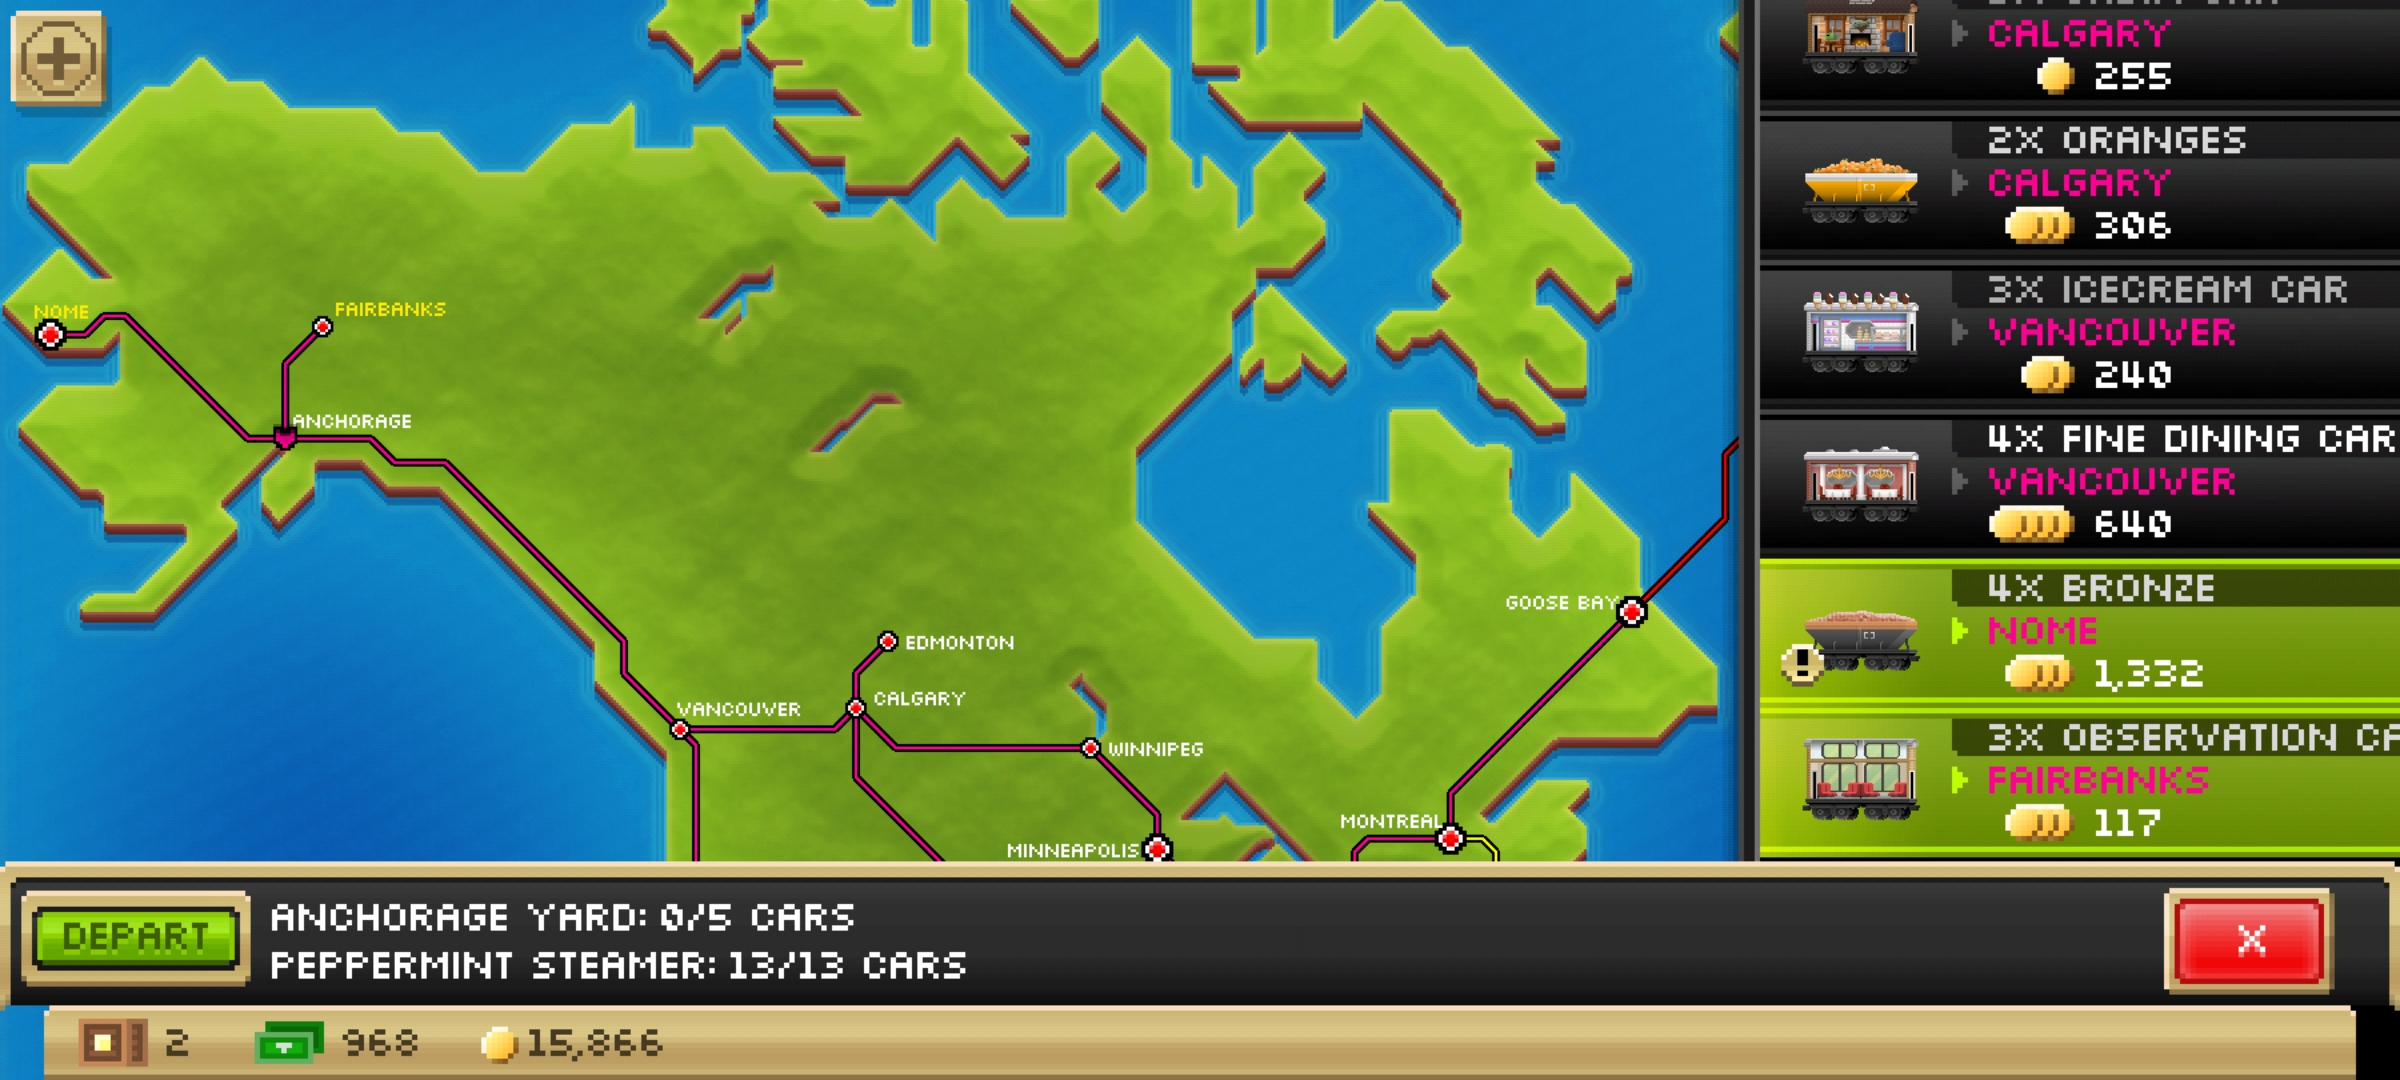 NOME
FAIRBANKS
ANCHORAGE
EDMONTON
CALGARY
VANCOUVER
WINNIPEG
MINNEAPOLIS
MONTREAL
GOOSE BAY
CALGARY
255
2X ORANGES
CALGARY
306
3X ICECREAM CAR
VANCOUVER
240
4X FINE DINING CAR
VANCOUVER
640
4X BRONZE
NOME
1,332
3X OBSERVATION CA
FAIRBANKS
117
DEPART
ANCHORAGE YARD: 0/5 CARS
PEPPERMINT STEAMER: 13/13 CARS
X
2
968
15,866